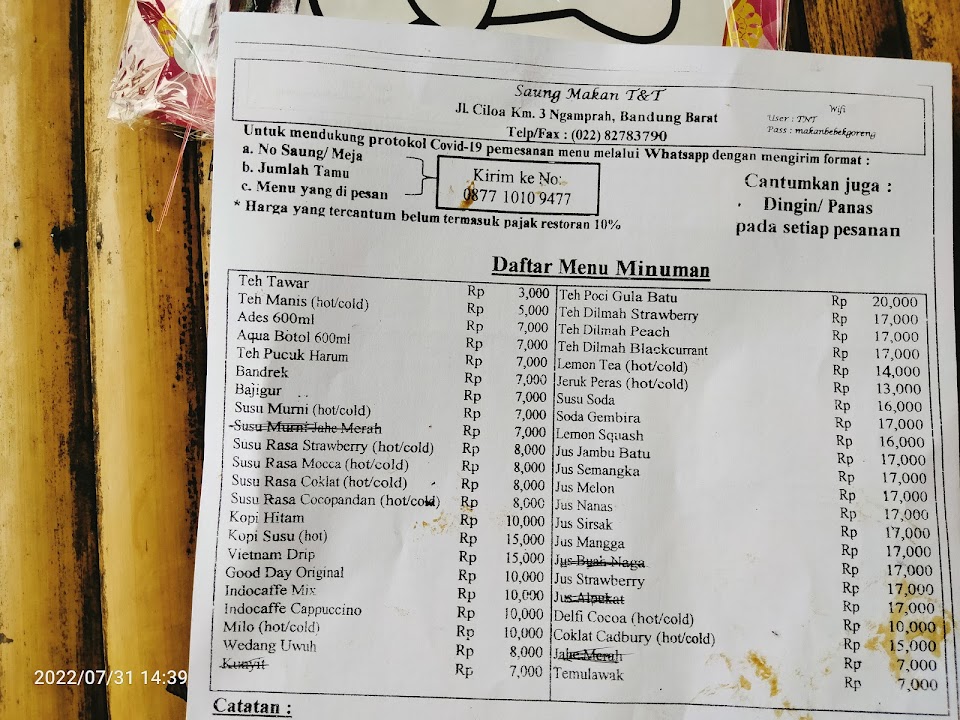 Saung Makan T&T
Jl. Ciloa Km. 3 Ngamprah, Bandung Barat
Telp/Fax : (022) 82783790
Wifi
User : TNT
Pass : makanbebekgoreng
Untuk mendukung protokol Covid-19 pemesanan menu melalui Whatsapp dengan mengirim format :
a. No Saung/ Meja
b. Jumlah Tamu
c. Menu yang di pesan
Kirim ke No:
0877 1010 9477
Cantumkan juga :
Dingin/ Panas
pada setiap pesanan
* Harga yang tercantum belum termasuk pajak restoran 10%
Daftar Menu Minuman
Teh Tawar Rp 3,000
Teh Manis (hot/cold) Rp 5,000
Ades 600ml Rp 7,000
Aqua Botol 600ml Rp 7,000
Teh Pucuk Harum Rp 7,000
Bandrek Rp 7,000
Bajigur Rp 7,000
Susu Murni (hot/cold) Rp 7,000
Susu Murni Jahe Merah Rp 7,000
Susu Rasa Strawberry (hot/cold) Rp 8,000
Susu Rasa Mocca (hot/cold) Rp 8,000
Susu Rasa Coklat (hot/cold) Rp 8,000
Susu Rasa Cocopandan (hot/cold) Rp 8,000
Kopi Hitam Rp 10,000
Kopi Susu (hot) Rp 15,000
Vietnam Drip Rp 15,000
Good Day Original Rp 10,000
Indocaffe Mix Rp 10,000
Indocaffe Cappuccino Rp 10,000
Milo (hot/cold) Rp 10,000
Wedang Uwuh Rp 8,000
Kunyit Rp 7,000
Teh Poci Gula Batu Rp 20,000
Teh Dilmah Strawberry Rp 17,000
Teh Dilmah Peach Rp 17,000
Teh Dilmah Blackcurrant Rp 17,000
Lemon Tea (hot/cold) Rp 14,000
Jeruk Peras (hot/cold) Rp 13,000
Susu Soda Rp 16,000
Soda Gembira Rp 17,000
Lemon Squash Rp 16,000
Jus Jambu Batu Rp 17,000
Jus Semangka Rp 17,000
Jus Melon Rp 17,000
Jus Nanas Rp 17,000
Jus Sirsak Rp 17,000
Jus Mangga Rp 17,000
Jus Buah Naga Rp 17,000
Jus Strawberry Rp 17,000
Jus Alpukat Rp 17,000
Delfi Cocoa (hot/cold) Rp 10,000
Coklat Cadbury (hot/cold) Rp 15,000
Jahe Merah Rp 7,000
Temulawak Rp 7,000
Catatan :
2022/07/31 14:39